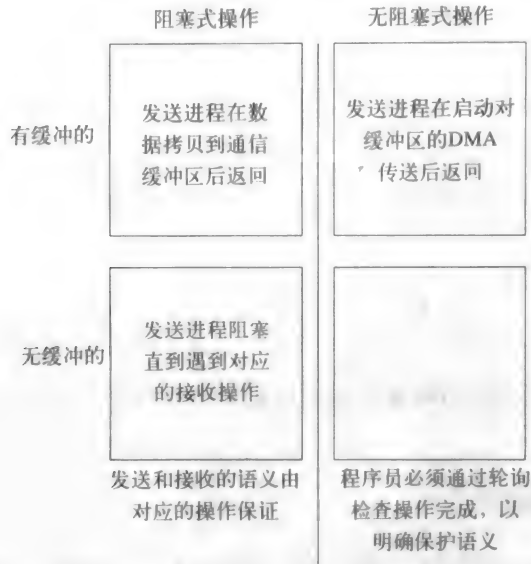 阻塞式操作
无阻塞式操作
有缓冲的
发送进程在数
据拷贝到通信
缓冲区后返回
发送进程在启动对
缓冲区的DMA
传送后返回
无缓冲的
发送进程阻塞
直到遇到对应
的接收操作
发送和接收的语义由
对应的操作保证
程序员必须通过轮询
检查操作完成，以
明确保护语义